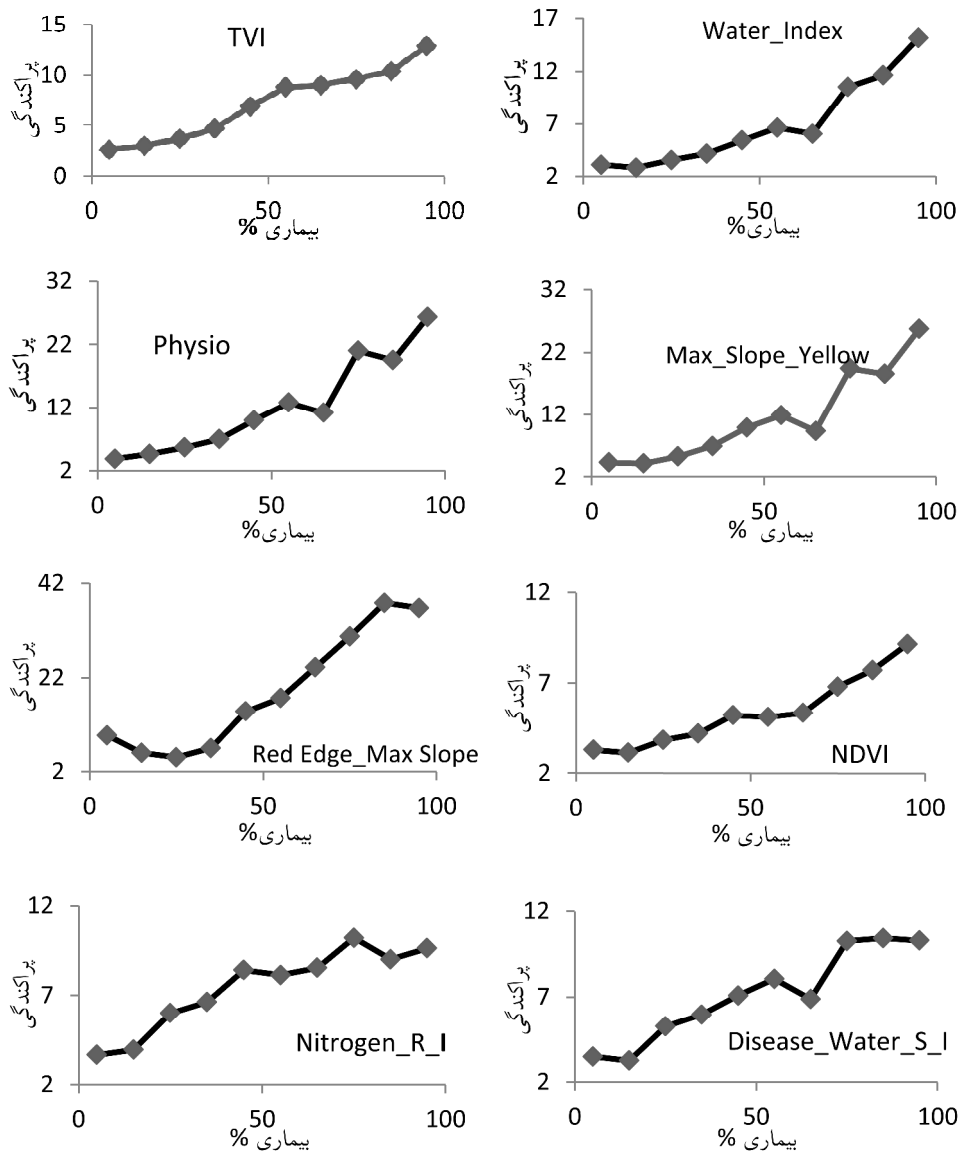 TVI
15
10
5
0
0
50
100
پراکندگی
بیماری %
Water_Index
17
12
7
2
0
50
100
پراکندگی
بیماری%
Physio
32
22
12
2
0
50
100
پراکندگی
بیماری%
Max_Slope_Yellow
32
22
12
2
0
50
100
پراکندگی
بیماری %
Red Edge_Max Slope
42
22
2
0
50
100
پراکندگی
بیماری%
NDVI
12
7
2
0
50
100
پراکندگی
بیماری %
Nitrogen_R_I
12
7
2
0
50
100
پراکندگی
بیماری %
Disease_Water_S_I
12
7
2
0
50
100
پراکندگی
بیماری %